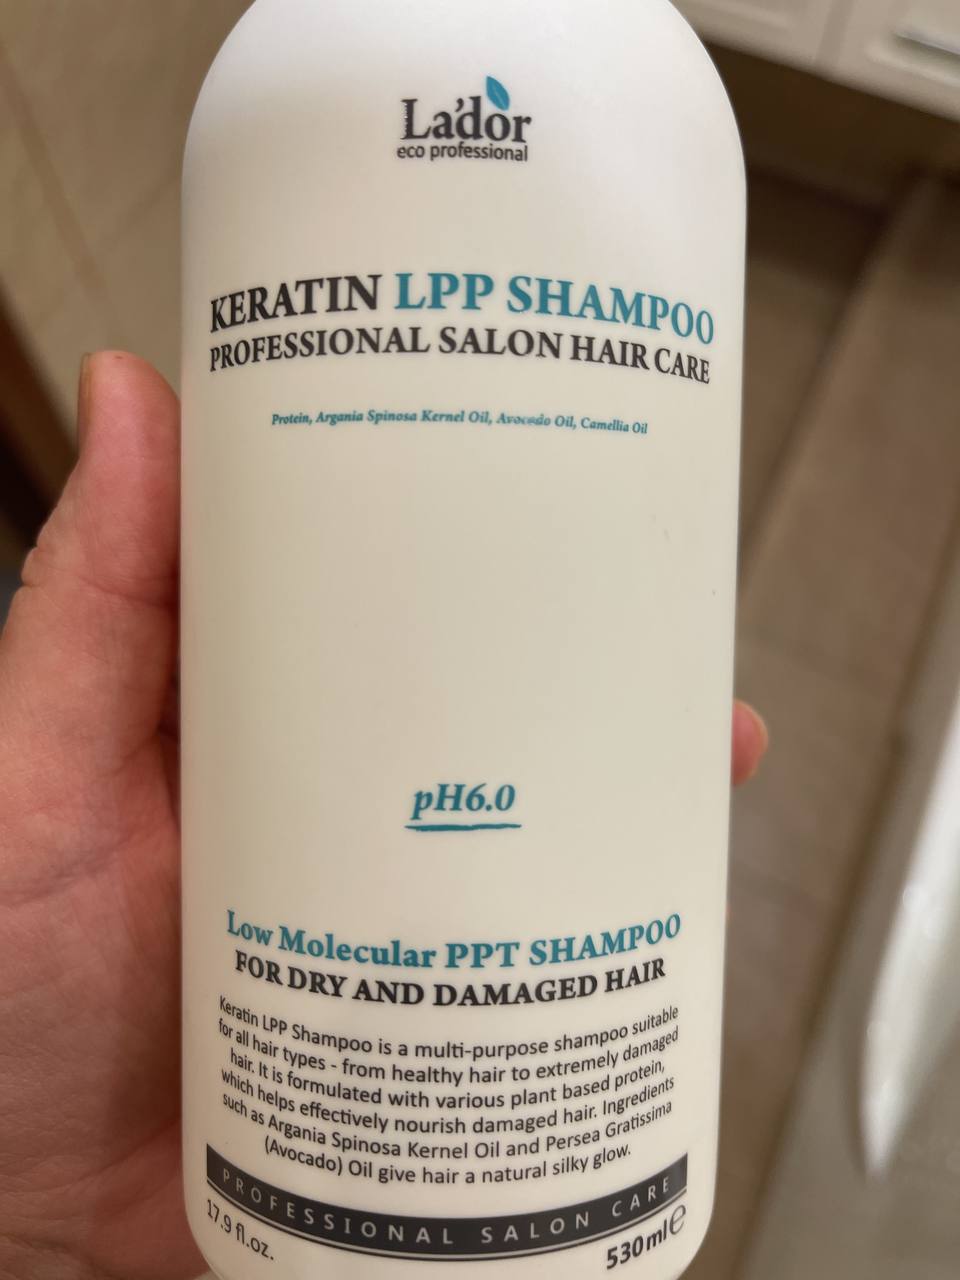 La'dor
eco professional
KERATIN LPP SHAMPOO
PROFESSIONAL SALON HAIR CARE
Protein, Argania Spinosa Kernel Oil, Avocado Oil, Camellia Oil
pH6.0
Low Molecular PPT SHAMPOO
FOR DRY AND DAMAGED HAIR
Keratin LPP Shampoo is a multi-purpose shampoo suitable
for all hair types - from healthy hair to extremely damaged
hair. It is formulated with various plant based protein,
which helps effectively nourish damaged hair. Ingredients
such as Argania Spinosa Kernel Oil and Persea Gratissima
(Avocado) Oil give hair a natural silky glow.
PROFESSIONAL SALON CARE
17.9 fl.oz.
530ml℮